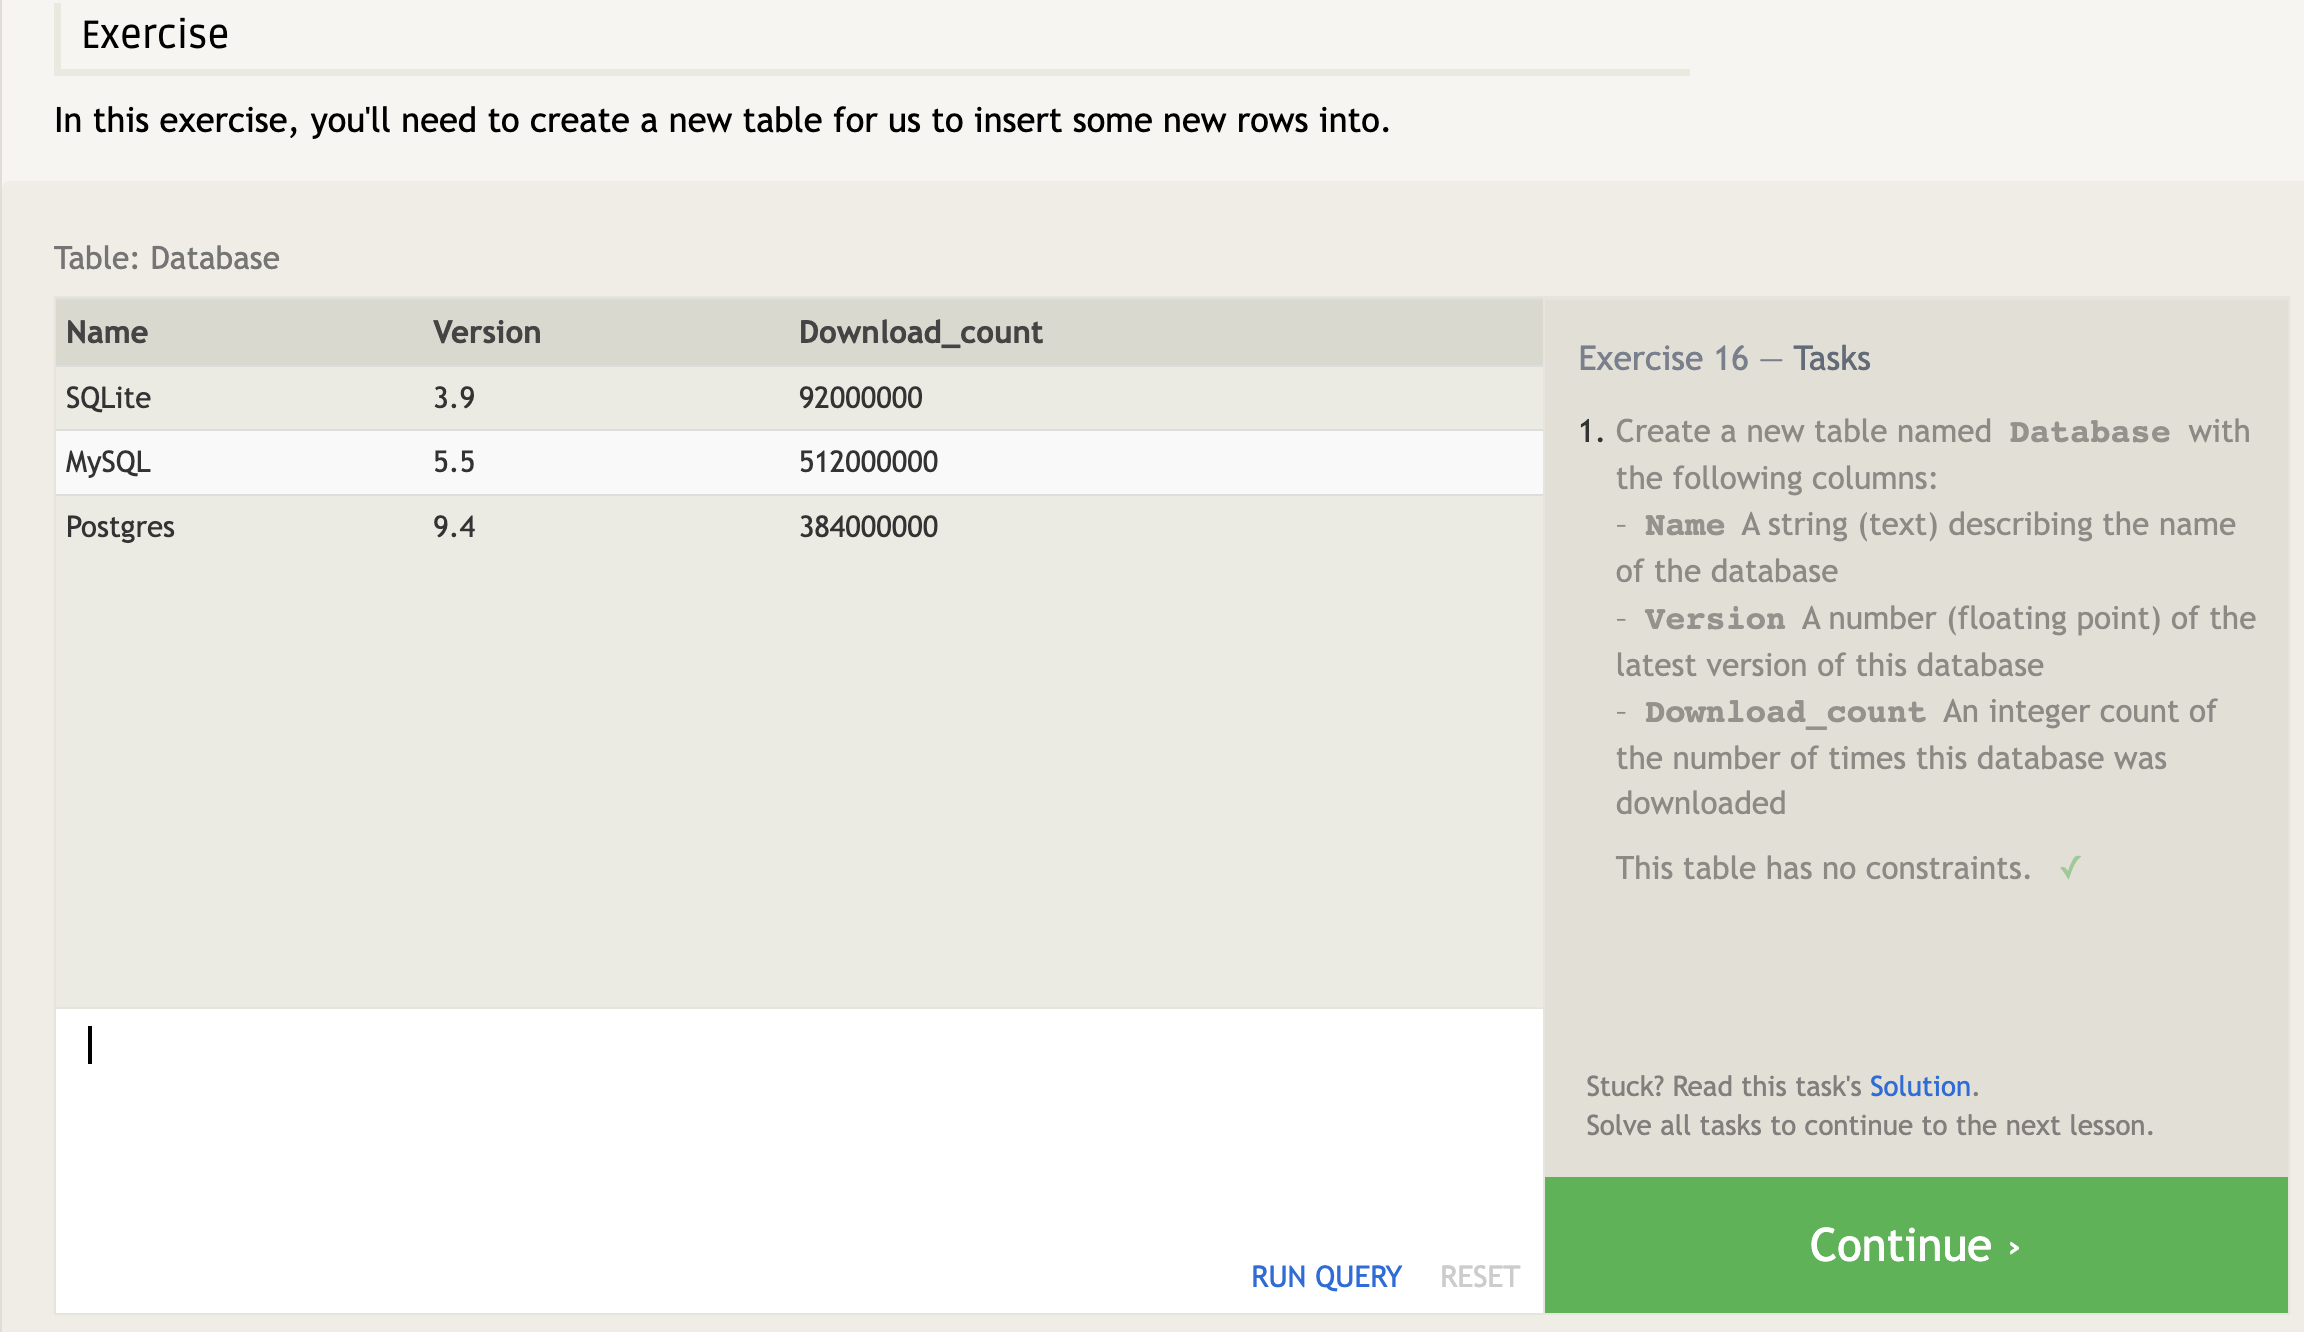 Exercise
In this exercise, you'll need to create a new table for us to insert some new rows into.
Table: Database
Name Version Download_count
SQLite 3.9 92000000
MySQL 5.5 512000000
Postgres 9.4 384000000
Exercise 16 — Tasks
1. Create a new table named Database with
the following columns:
– Name A string (text) describing the name
of the database
– Version A number (floating point) of the
latest version of this database
– Download_count An integer count of
the number of times this database was
downloaded
This table has no constraints. ✓
Stuck? Read this task's Solution.
Solve all tasks to continue to the next lesson.
RUN QUERY RESET
Continue ›